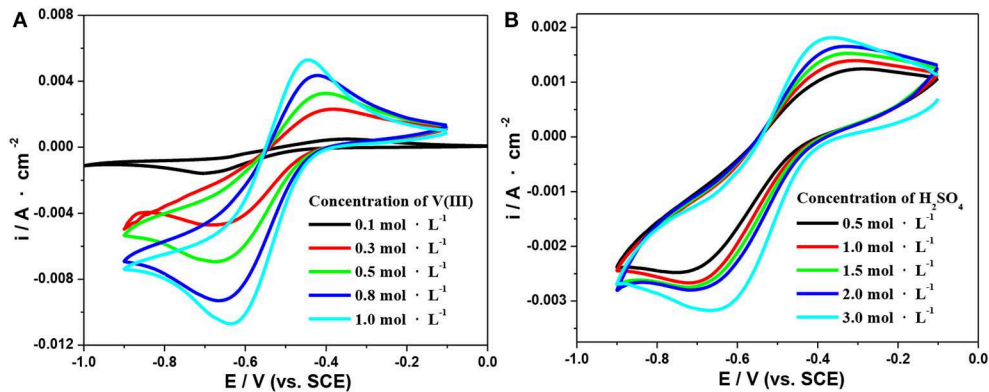 A
i / A · cm-2
0.008
0.004
0.000
-0.004
-0.008
-0.012
Concentration of V(III)
0.1 mol · L-1
0.3 mol · L-1
0.5 mol · L-1
0.8 mol · L-1
1.0 mol · L-1
-1.0 -0.8 -0.6 -0.4 -0.2 0.0
E / V (vs. SCE)
B
i / A · cm-2
0.002
0.001
0.000
-0.001
-0.002
-0.003
Concentration of H2SO4
0.5 mol · L-1
1.0 mol · L-1
1.5 mol · L-1
2.0 mol · L-1
3.0 mol · L-1
-1.0 -0.8 -0.6 -0.4 -0.2 0.0
E / V (vs. SCE)